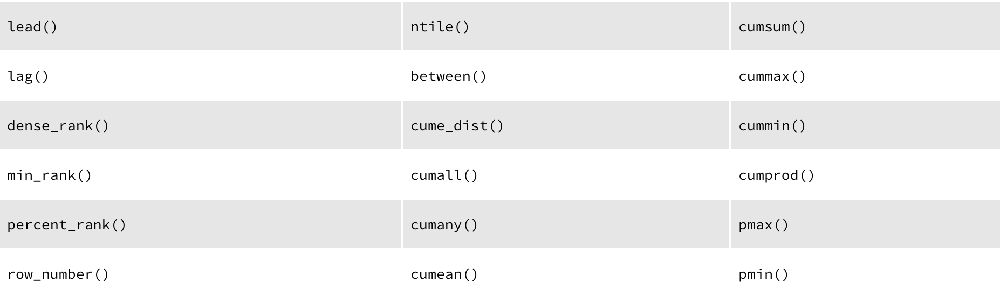 lead() ntile() cumsum()
lag() between() cummax()
dense_rank() cume_dist() cummin()
min_rank() cumall() cumprod()
percent_rank() cumany() pmax()
row_number() cumean() pmin()